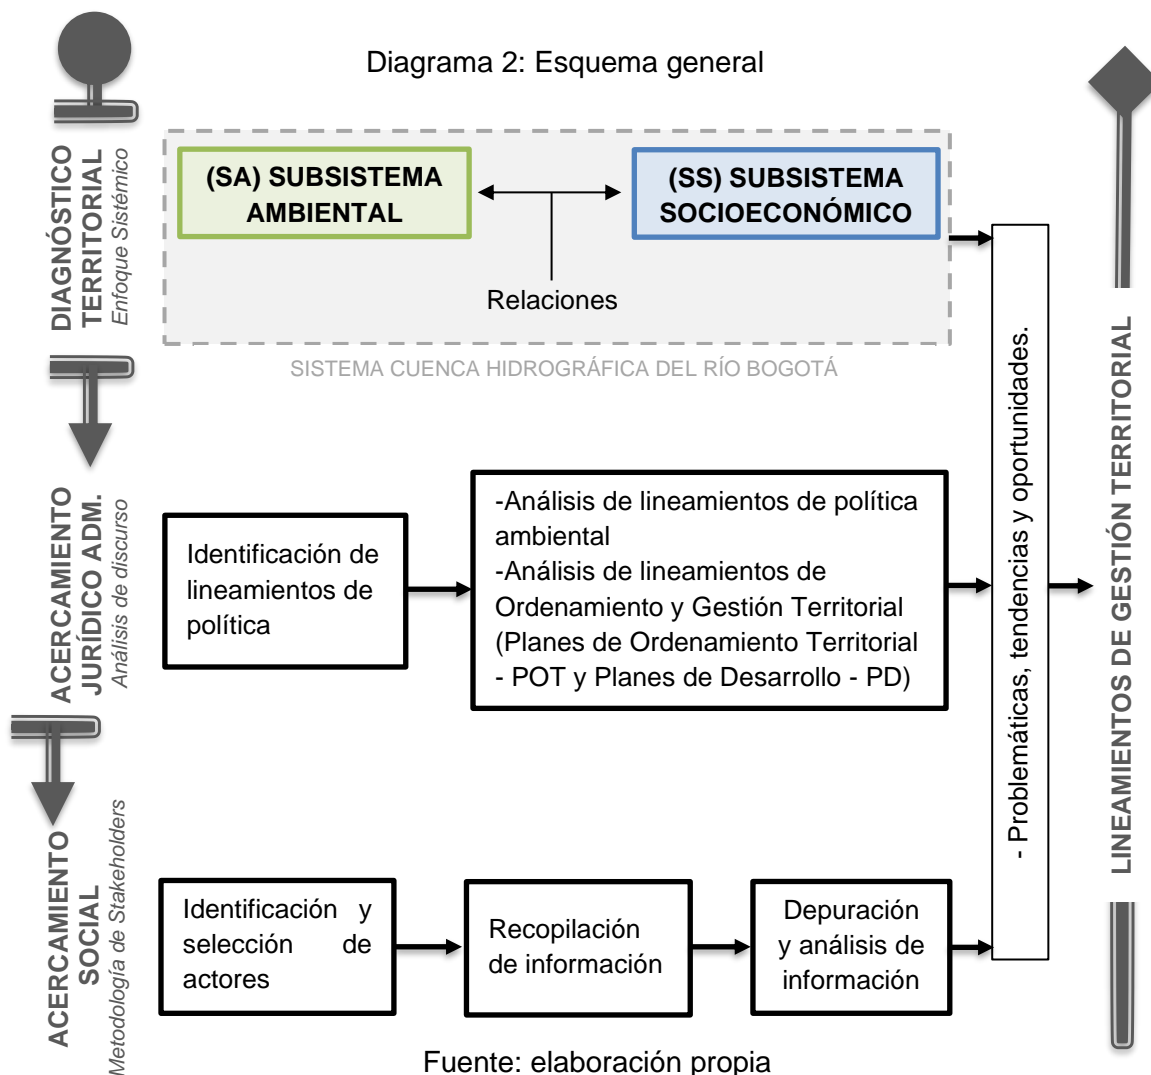 Diagrama 2: Esquema general
DIAGNÓSTICO
TERRITORIAL
Enfoque Sistémico
(SA) SUBSISTEMA
AMBIENTAL
(SS) SUBSISTEMA
SOCIOECONÓMICO
Relaciones
SISTEMA CUENCA HIDROGRÁFICA DEL RÍO BOGOTÁ
ACERCAMIENTO
JURÍDICO ADM.
Análisis de discurso
Identificación de
lineamientos de
política
-Análisis de lineamientos de política
ambiental
-Análisis de lineamientos de
Ordenamiento y Gestión Territorial
(Planes de Ordenamiento Territorial
- POT y Planes de Desarrollo - PD)
ACERCAMIENTO
SOCIAL
Metodología de Stakeholders
Identificación y
selección de
actores
Recopilación
de información
Depuración
y análisis de
información
- Problemáticas, tendencias y oportunidades.
LINEAMIENTOS DE GESTIÓN TERRITORIAL
Fuente: elaboración propia